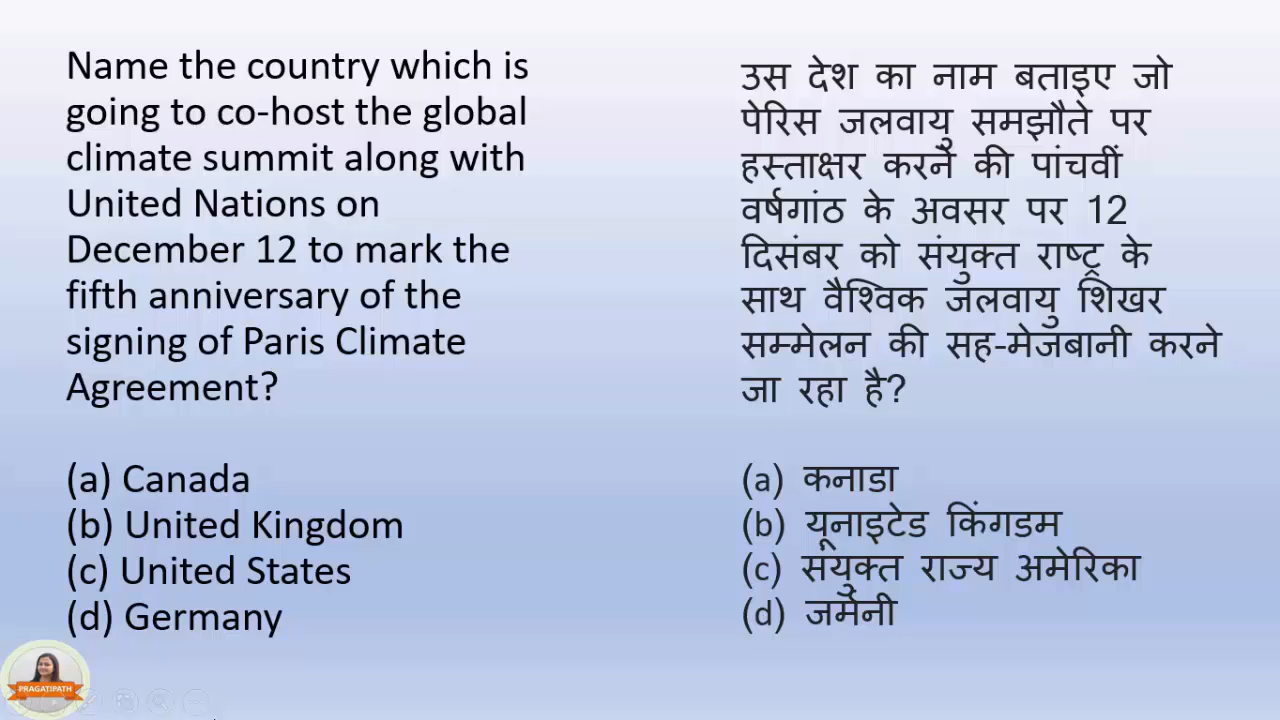 Name the country which is
going to co-host the global
climate summit along with
United Nations on
December 12 to mark the
fifth anniversary of the
signing of Paris Climate
Agreement?
(a) Canada
(b) United Kingdom
(c) United States
(d) Germany
उस देश का नाम बताइए जो
पेरिस जलवायु समझौते पर
हस्ताक्षर करने की पांचवीं
वर्षगांठ के अवसर पर 12
दिसंबर को संयुक्त राष्ट्र के
साथ वैश्विक जलवायु शिखर
सम्मेलन की सह-मेजबानी करने
जा रहा है?
(a) कनाडा
(b) यूनाइटेड किंगडम
(c) संयुक्त राज्य अमेरिका
(d) जर्मनी
PRAGATIPATH